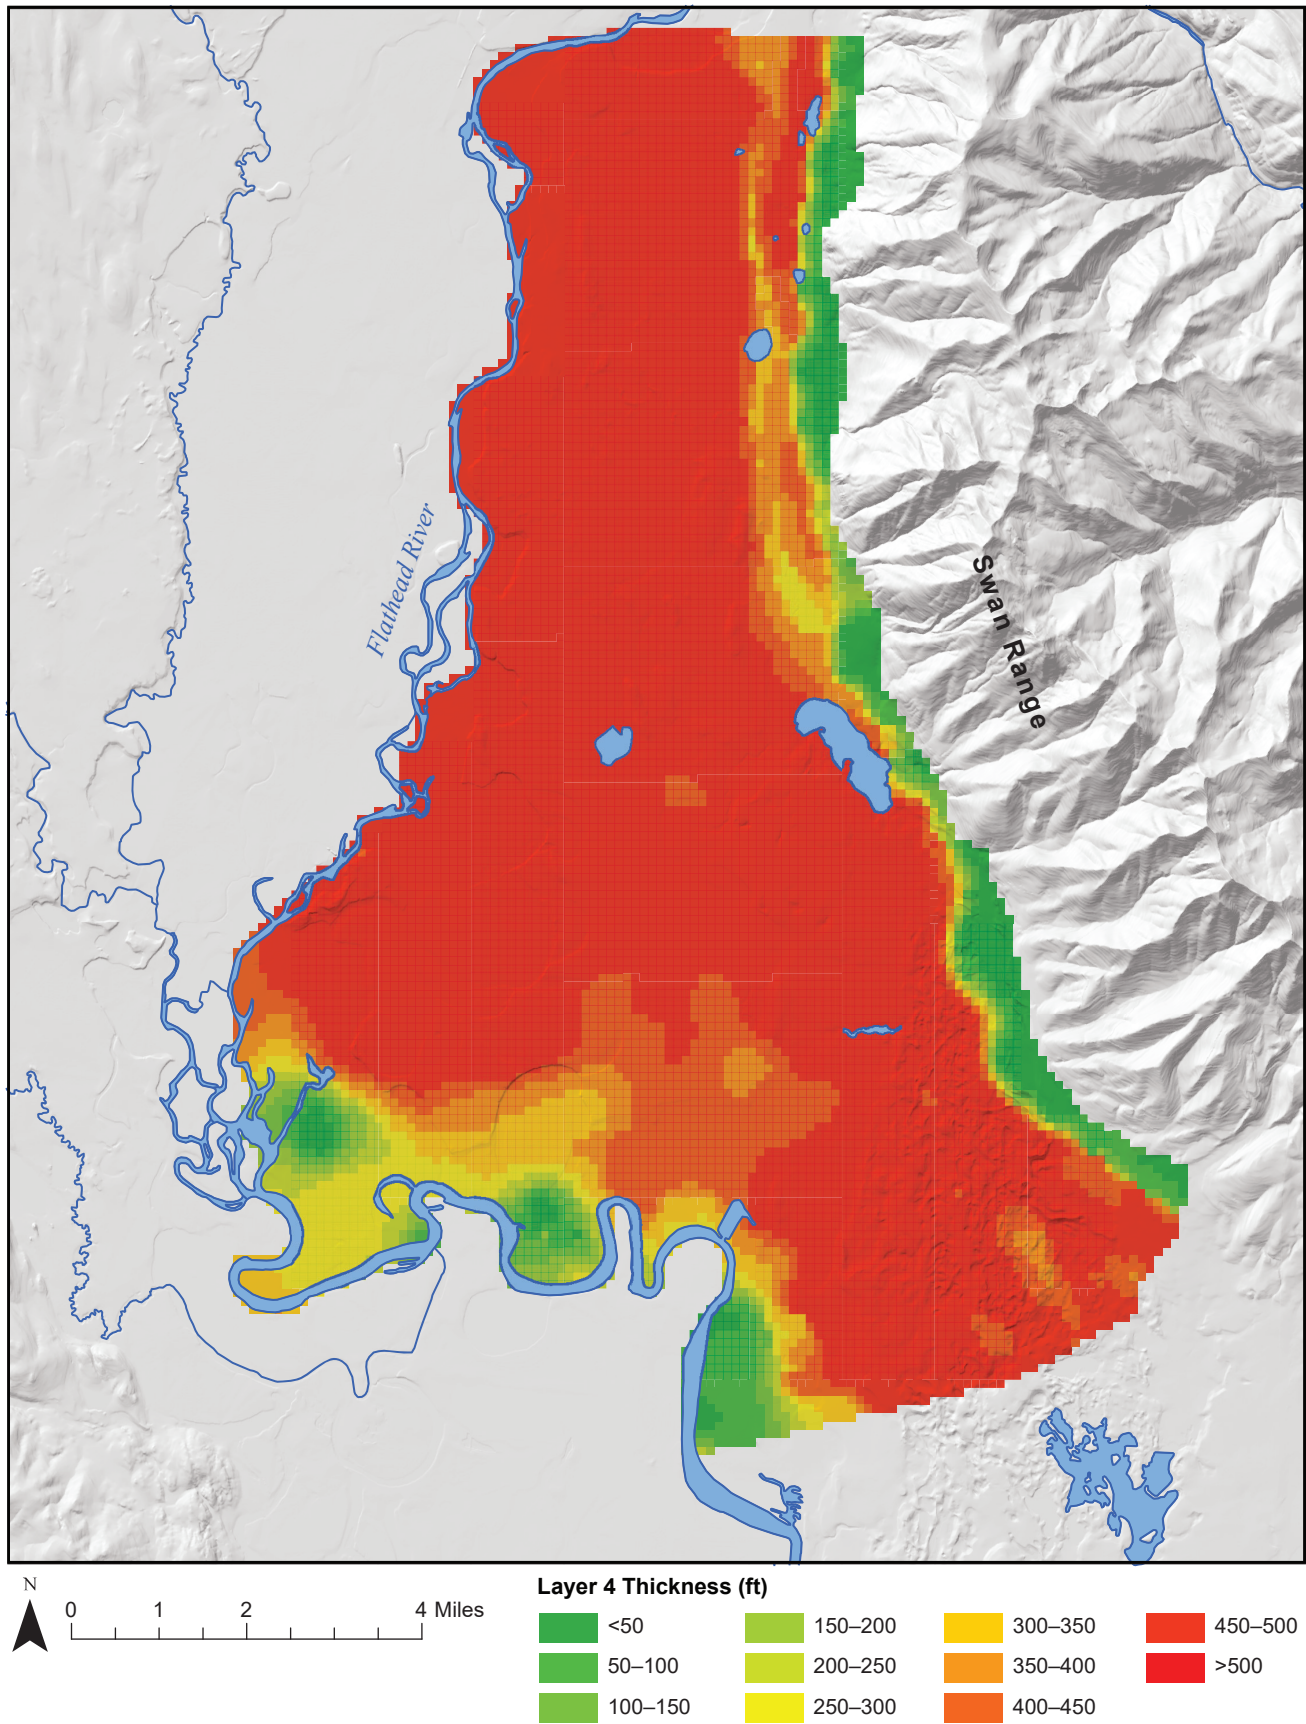 Flathead River
Swan Range
N
0 1 2 4 Miles
Layer 4 Thickness (ft)
<50
50–100
100–150
150–200
200–250
250–300
300–350
350–400
400–450
450–500
>500